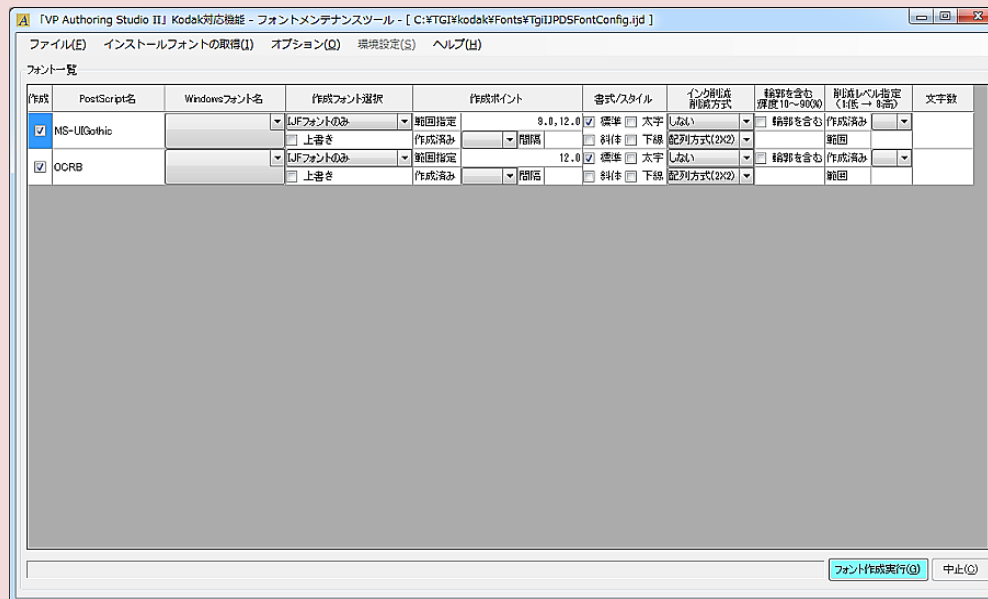 「VP Authoring Studio II」Kodak対応機能 - フォントメンテナンスツール - [ C:¥TGI¥kodak¥Fonts¥TgiIJPDSFontConfig.ijd ]
ファイル(F) インストールフォントの取得(I) オプション(O) 環境設定(S) ヘルプ(H)
フォント一覧
作成 PostScript名 Windowsフォント名 作成フォント選択 作成ポイント 書式/スタイル インク削減 削減方式 輪郭を含む 輝度10～90(%) 削減レベル指定 (1:低 → 8:高) 文字数
MS-UIGothic IJFフォントのみ 範囲指定 9.0,12.0 標準 太字 しない 輪郭を含む 作成済み
上書き 作成済み 間隔 斜体 下線 配列方式(2X2) 範囲
OCRB IJFフォントのみ 範囲指定 12.0 標準 太字 しない 輪郭を含む 作成済み
上書き 作成済み 間隔 斜体 下線 配列方式(2X2) 範囲
フォント作成実行(G) 中止(C)